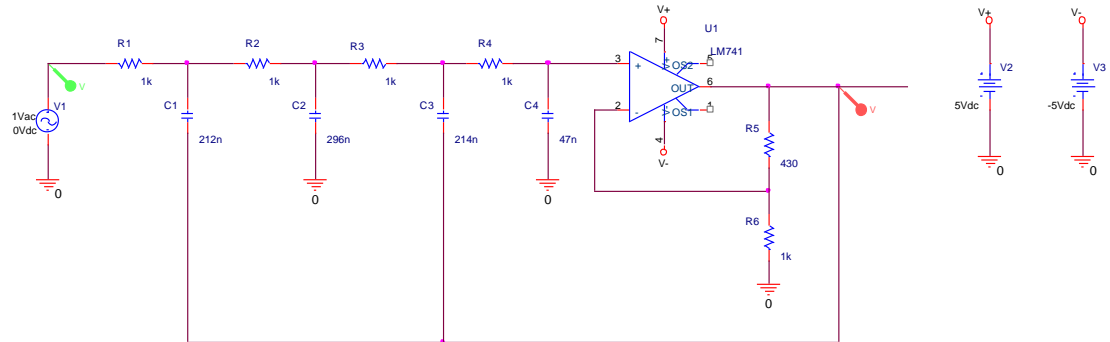 R1
1k
R2
1k
R3
1k
R4
1k
V
V1
1Vac
0Vdc
0
C1
212n
C2
296n
0
C3
214n
C4
47n
0
U1
LM741
V+
7
3
+
V+
OS2
5
OUT
6
2
-
V-
OS1
1
4
V-
V
R5
430
R6
1k
0
V+
V2
+
-
5Vdc
0
V-
V3
+
-
-5Vdc
0